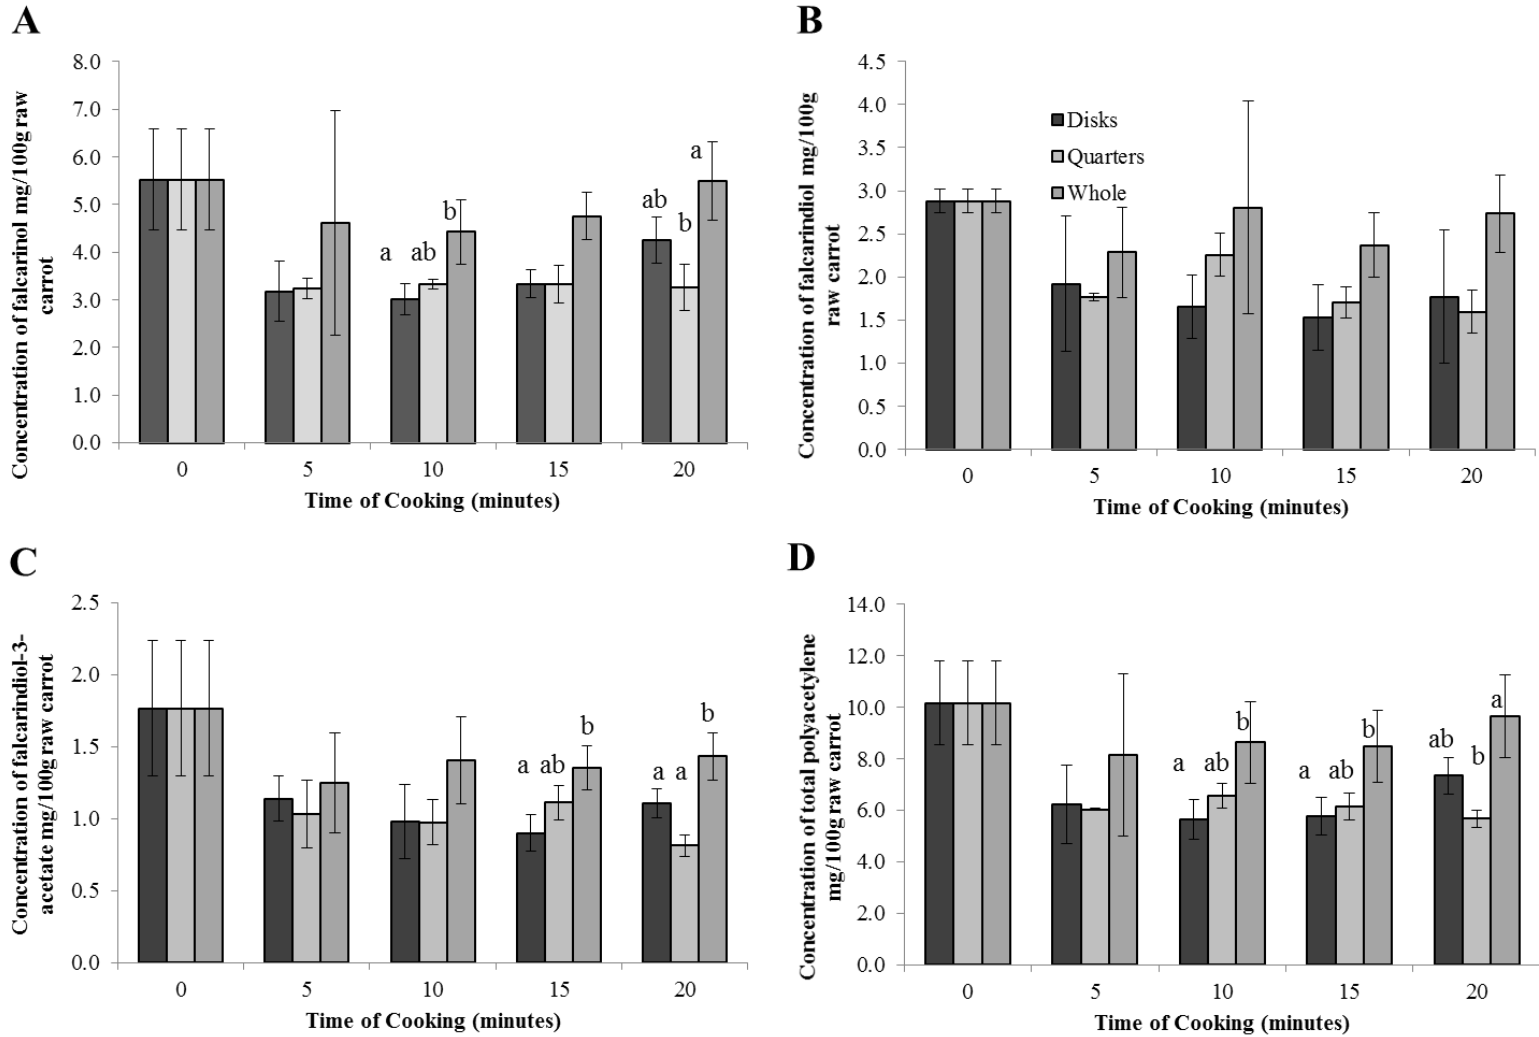 A
Concentration of falcarinol mg/100g raw
carrot
8.0
7.0
6.0
5.0
4.0
3.0
2.0
1.0
0.0
a
ab
b
ab
b
a
0
5
10
15
20
Time of Cooking (minutes)
B
Concentration of falcarindiol mg/100g
raw carrot
4.5
4.0
3.5
3.0
2.5
2.0
1.5
1.0
0.5
0.0
Disks
Quarters
Whole
0
5
10
15
20
Time of Cooking (minutes)
C
Concentration of falcarindiol-3-
acetate mg/100g raw carrot
2.5
2.0
1.5
1.0
0.5
0.0
a
ab
b
a
a
b
0
5
10
15
20
Time of Cooking (minutes)
D
Concentration of total polyacetylene
mg/100g raw carrot
14.0
12.0
10.0
8.0
6.0
4.0
2.0
0.0
a
ab
b
a
ab
b
ab
b
a
0
5
10
15
20
Time of Cooking (minutes)